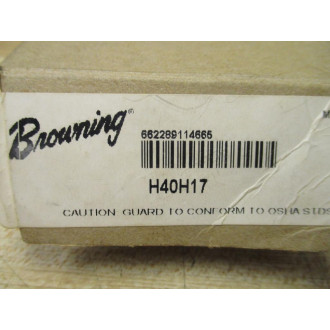 Browning
662289114665
H40H17
CAUTION GUARD TO CONFORM TO OSHA STDS
M